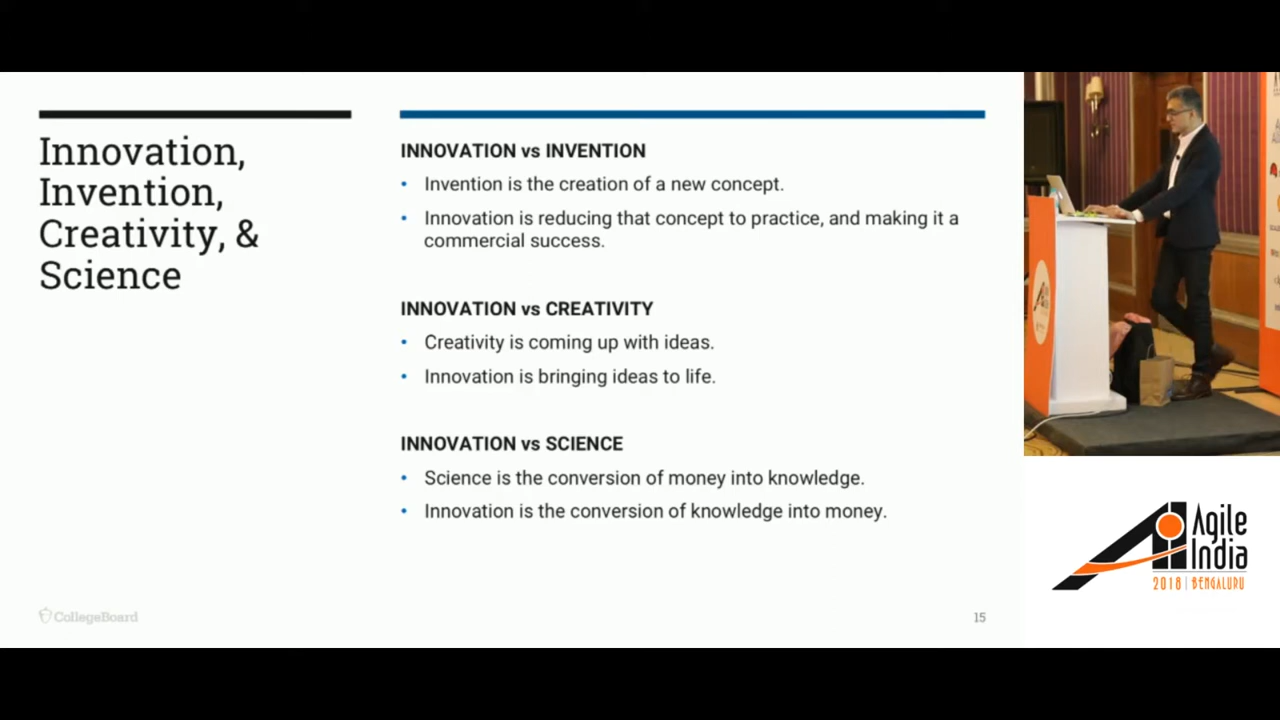 Innovation,
Invention,
Creativity, &
Science
INNOVATION vs INVENTION
• Invention is the creation of a new concept.
• Innovation is reducing that concept to practice, and making it a
commercial success.
INNOVATION vs CREATIVITY
• Creativity is coming up with ideas.
• Innovation is bringing ideas to life.
INNOVATION vs SCIENCE
• Science is the conversion of money into knowledge.
• Innovation is the conversion of knowledge into money.
CollegeBoard
15
Agile
India
2018 | BENGALURU